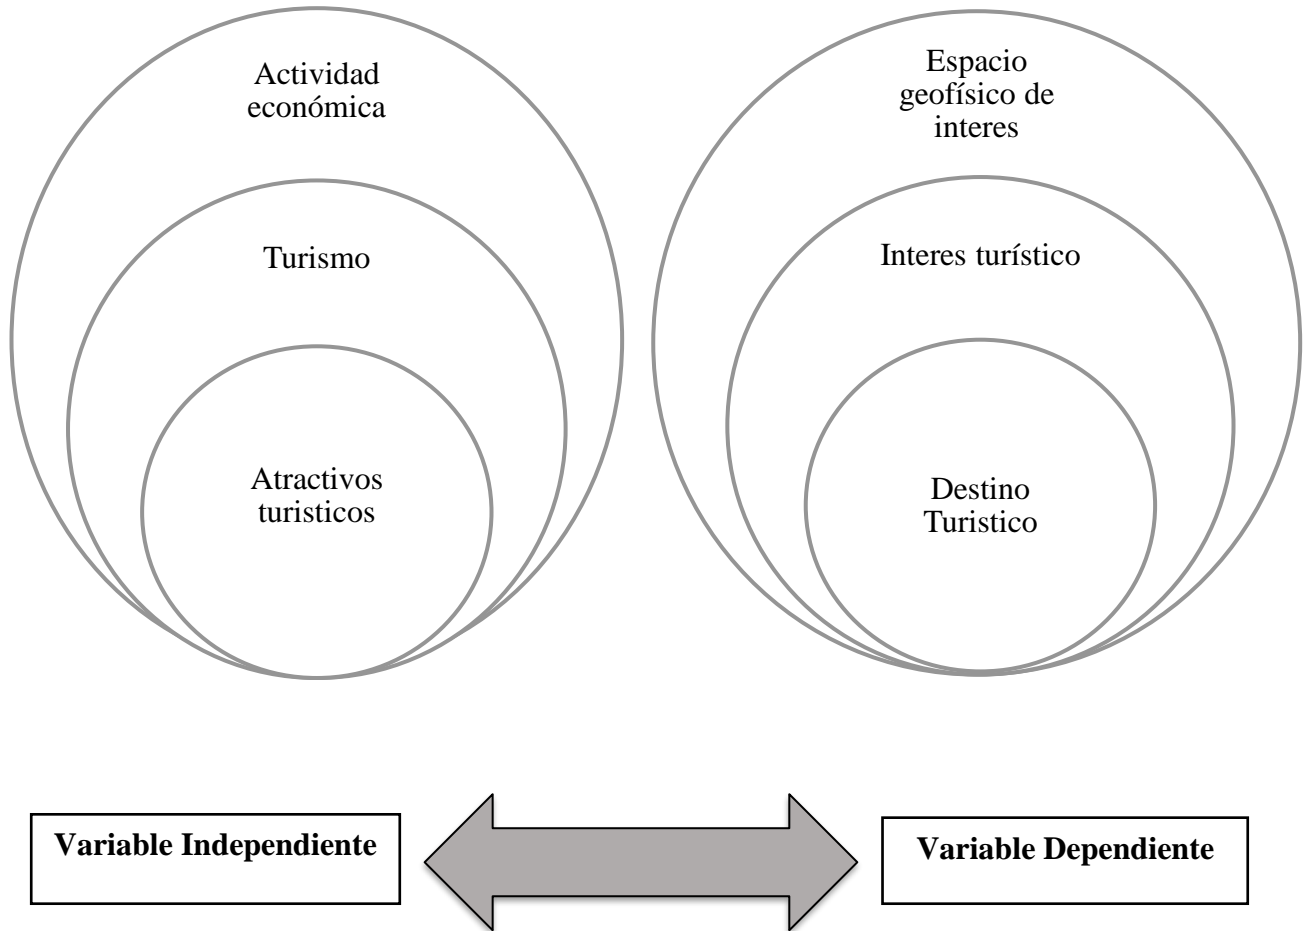 Actividad
económica
Turismo
Atractivos
turisticos
Espacio
geofísico de
interes
Interes turístico
Destino
Turistico
Variable Independiente
Variable Dependiente